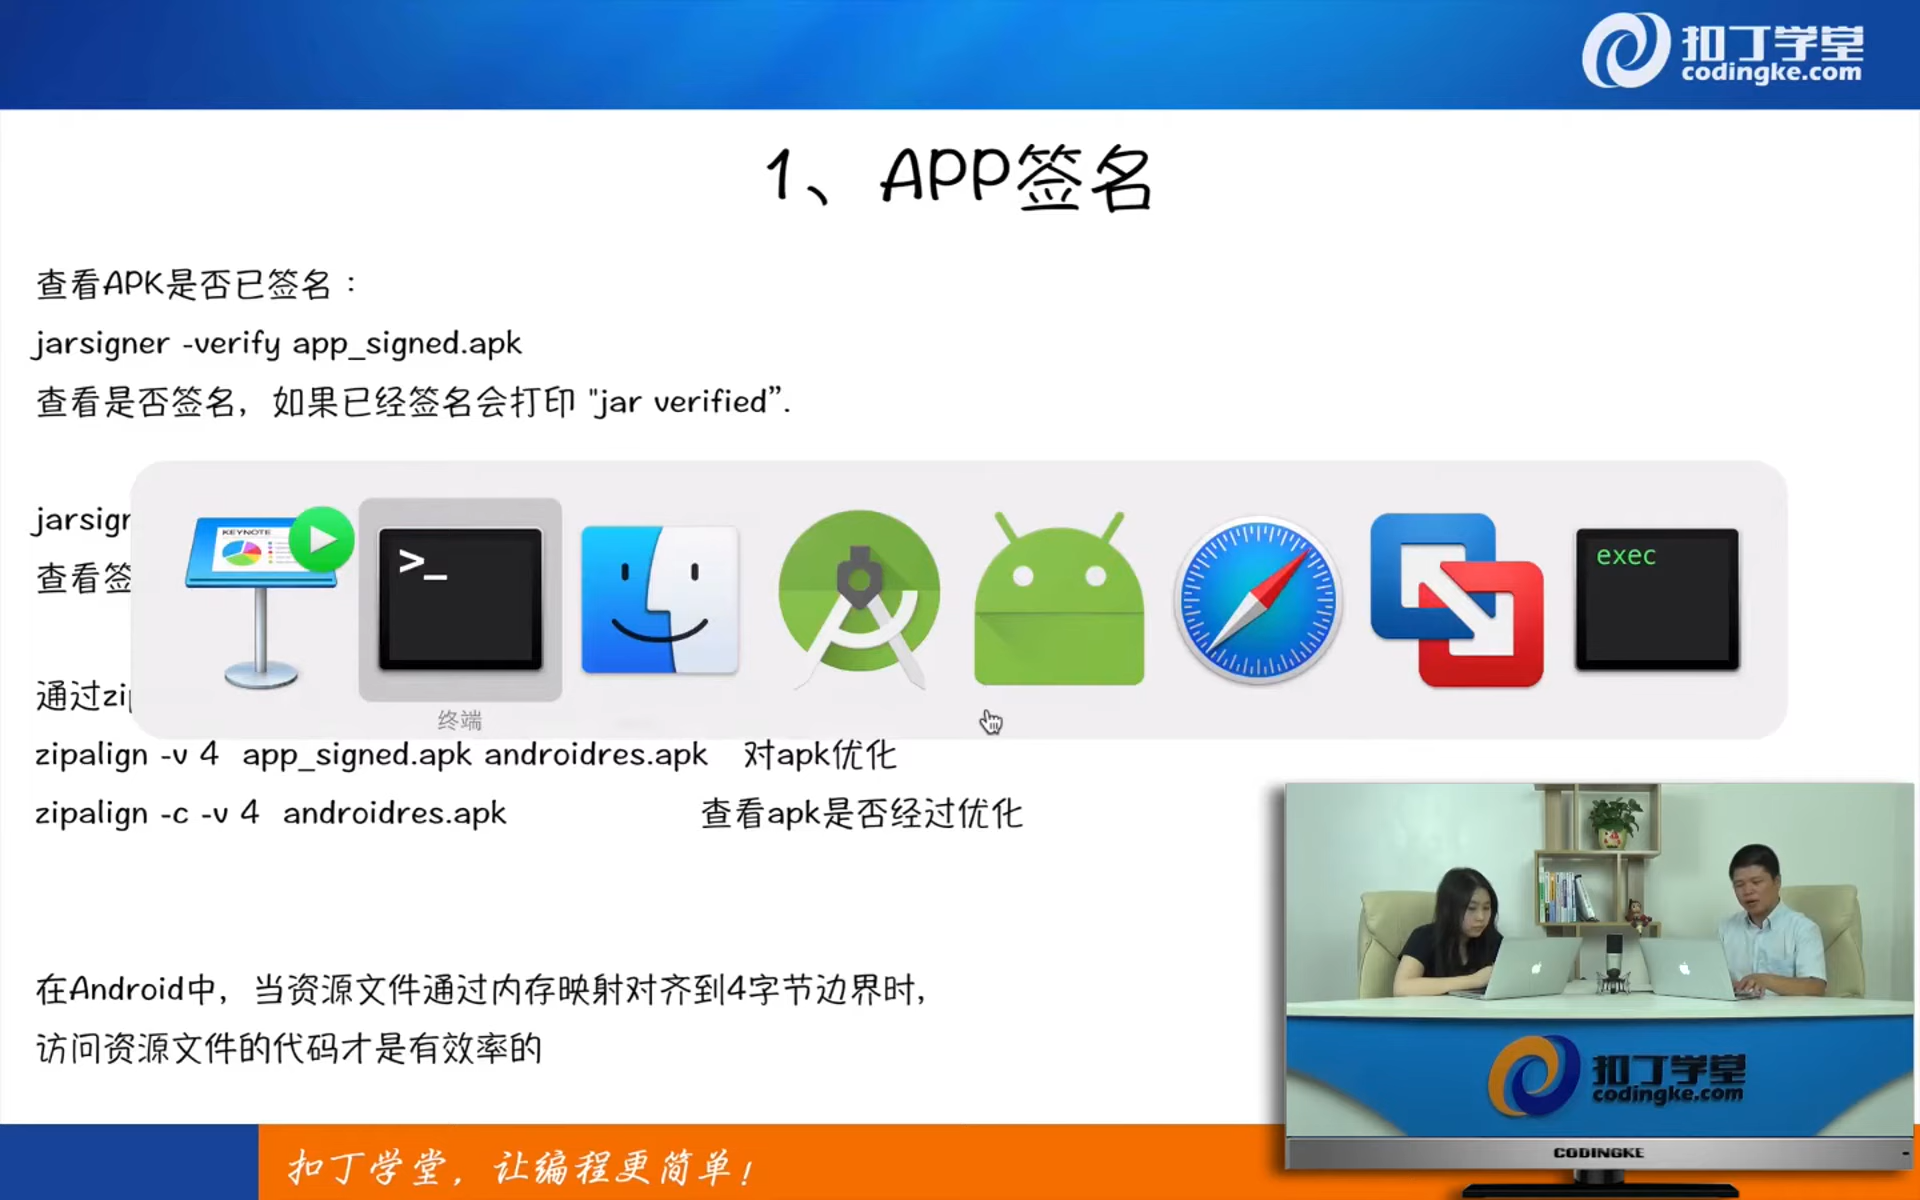 扣丁学堂
codingke.com
1、APP签名
查看APK是否已签名：
jarsigner -verify app_signed.apk
查看是否签名，如果已经签名会打印 "jar verified”.
jarsigr
查看签
通过zip
KEYNOTE
>_
exec
终端
zipalign -v 4 app_signed.apk androidres.apk 对apk优化
zipalign -c -v 4 androidres.apk 查看apk是否经过优化
在Android中，当资源文件通过内存映射对齐到4字节边界时，
访问资源文件的代码才是有效率的
扣丁学堂
codingke.com
CODINGKE
扣丁学堂，让编程更简单！